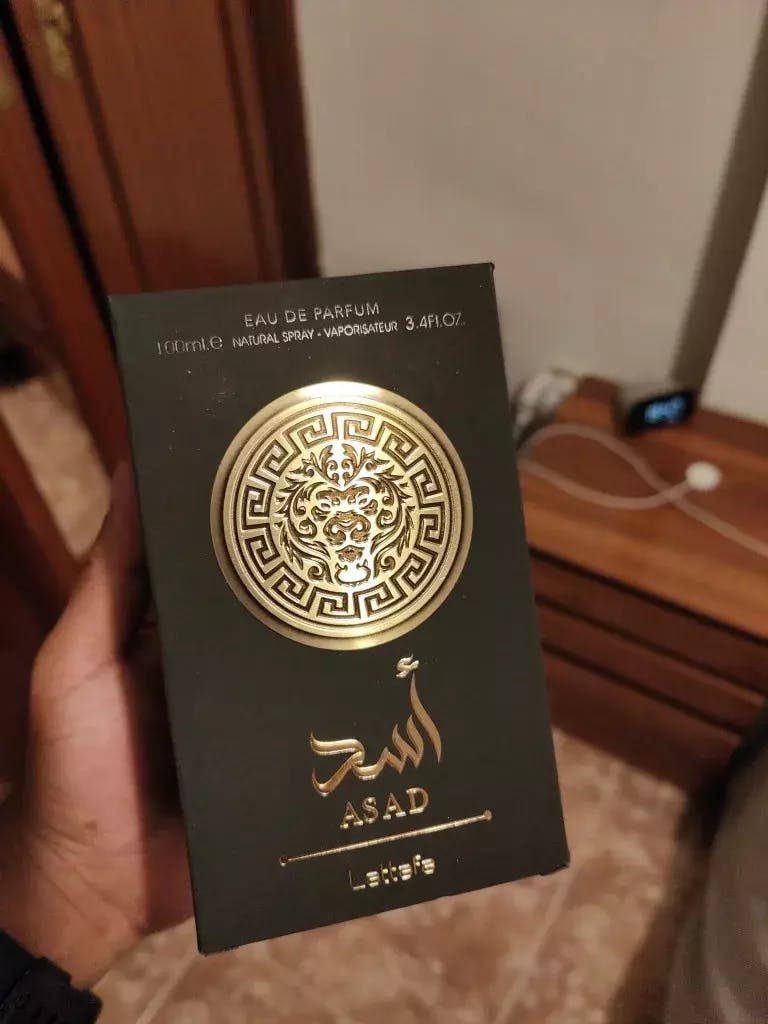 EAU DE PARFUM
100ml.e NATURAL SPRAY - VAPORISATEUR 3.4Fl.OZ.
أسد
ASAD
Lattafa